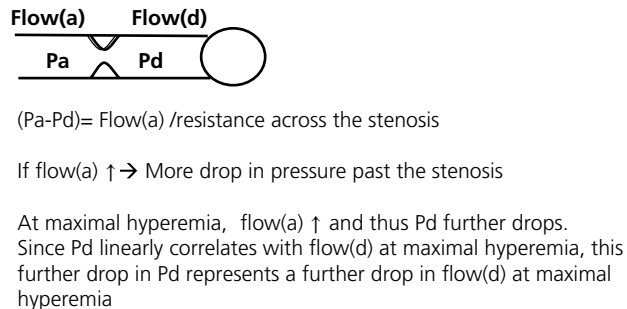 Flow(a) Flow(d)
Pa Pd
(Pa-Pd)= Flow(a) /resistance across the stenosis
If flow(a) ↑→ More drop in pressure past the stenosis
At maximal hyperemia, flow(a) ↑ and thus Pd further drops.
Since Pd linearly correlates with flow(d) at maximal hyperemia, this
further drop in Pd represents a further drop in flow(d) at maximal
hyperemia